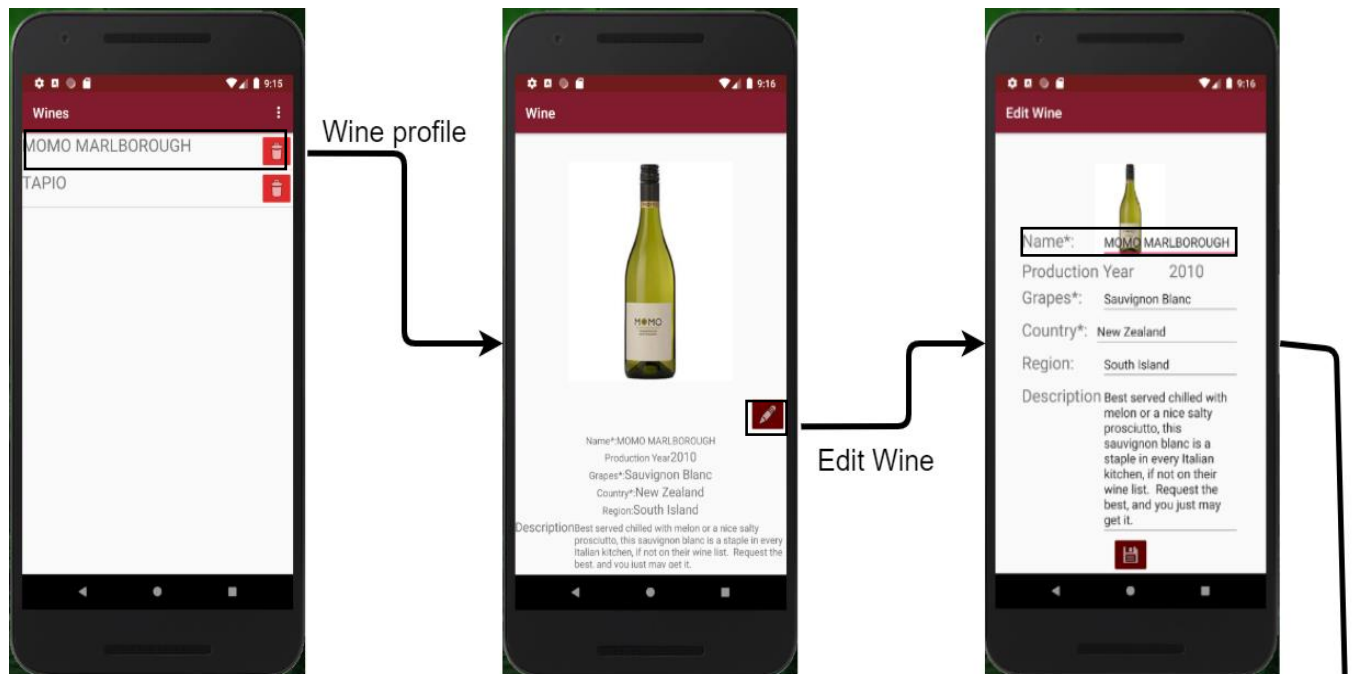 9:15
Wines
MOMO MARLBOROUGH
TAPIO
Wine profile
9:16
Wine
MOMO
Name*:MOMO MARLBOROUGH
Production Year2010
Grapes*:Sauvignon Blanc
Country*:New Zealand
Region:South Island
DescriptionBest served chilled with melon or a nice salty
prosciutto, this sauvignon blanc is a staple in every
Italian kitchen, if not on their wine list. Request the
best, and you just may get it.
Edit Wine
9:16
Edit Wine
Name*: MOMO MARLBOROUGH
Production Year 2010
Grapes*: Sauvignon Blanc
Country*: New Zealand
Region: South Island
Description Best served chilled with
melon or a nice salty
prosciutto, this
sauvignon blanc is a
staple in every Italian
kitchen, if not on their
wine list. Request the
best, and you just may
get it.